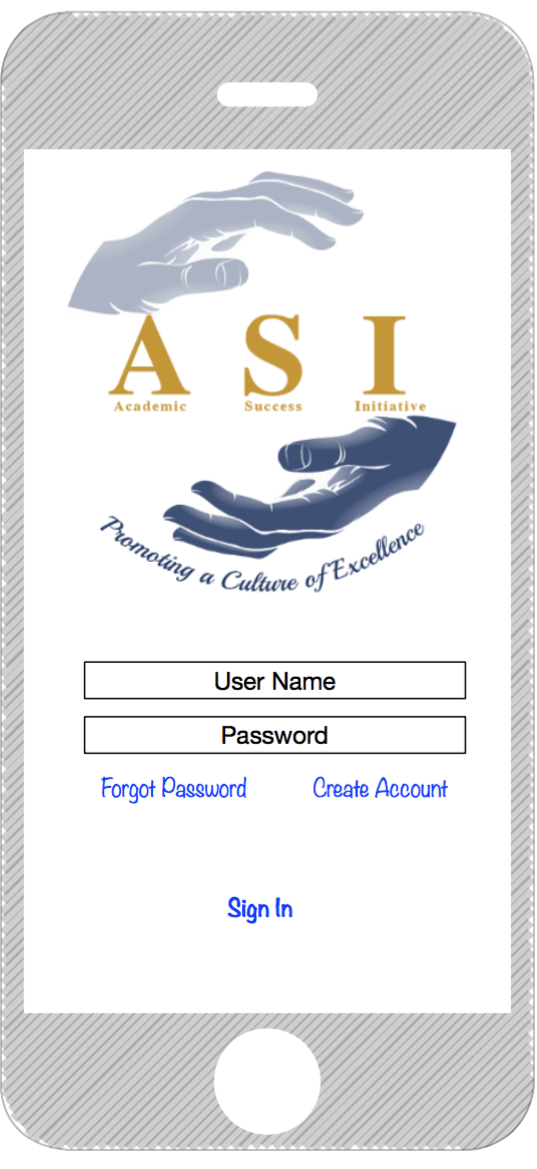 A S I
Academic Success Initiative
Promoting a Culture of Excellence
User Name
Password
Forgot Password Create Account
Sign In